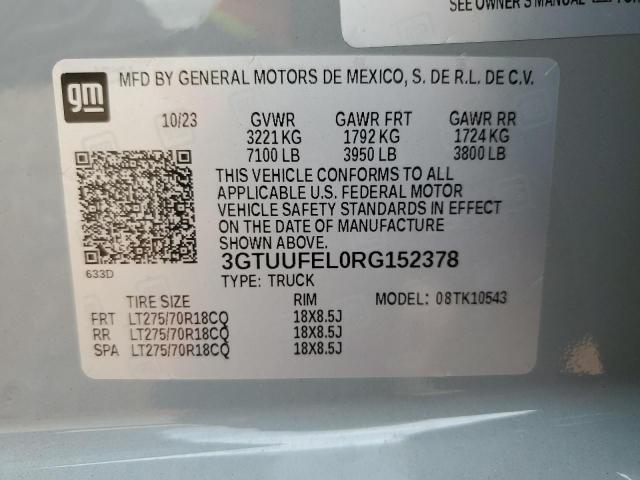 SEE OWNER'S MANUAL
gm
MFD BY GENERAL MOTORS DE MEXICO, S. DE R.L. DE C.V.
10/23 GVWR GAWR FRT GAWR RR
3221 KG 1792 KG 1724 KG
7100 LB 3950 LB 3800 LB
THIS VEHICLE CONFORMS TO ALL
APPLICABLE U.S. FEDERAL MOTOR
VEHICLE SAFETY STANDARDS IN EFFECT
ON THE DATE OF MANUFACTURE
SHOWN ABOVE.
633D
3GTUUFEL0RG152378
TYPE: TRUCK
TIRE SIZE RIM MODEL: 08TK10543
FRT LT275/70R18CQ 18X8.5J
RR LT275/70R18CQ 18X8.5J
SPA LT275/70R18CQ 18X8.5J